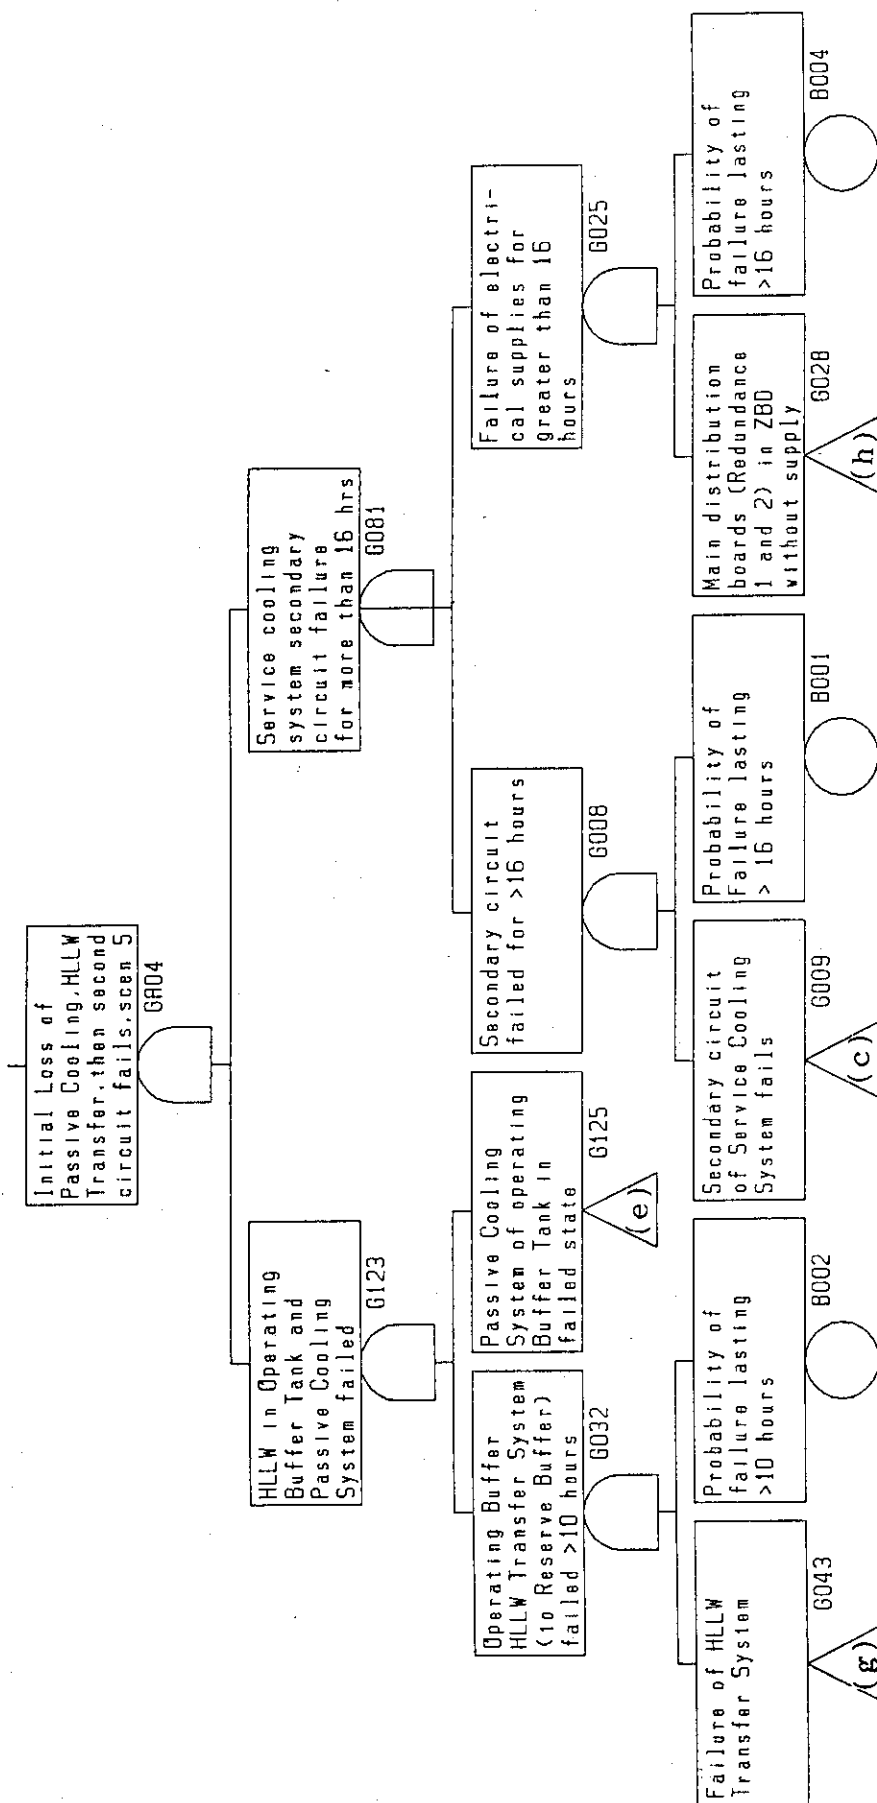 Initial Loss of
Passive Cooling,HLLW
Transfer,then second
circuit fails,scen 5
GA04
HLLW in Operating
Buffer Tank and
Passive Cooling
System failed
G123
Service cooling
system secondary
circuit failure
for more than 16 hrs
G081
Operating Buffer
HLLW Transfer System
(to Reserve Buffer)
failed >10 hours
G032
Passive Cooling
System of operating
Buffer Tank in
failed state
G125
(e)
Secondary circuit
failed for >16 hours
G008
Failure of electri-
cal supplies for
greater than 16
hours
G025
Failure of HLLW
Transfer System
G043
(g)
Probability of
failure lasting
>10 hours
B002
Secondary circuit
of Service Cooling
System fails
G009
(c)
Probability of
Failure lasting
> 16 hours
B001
Main distribution
boards (Redundance
1 and 2) in ZBD
without supply
G028
(h)
Probability of
failure lasting
>16 hours
B004